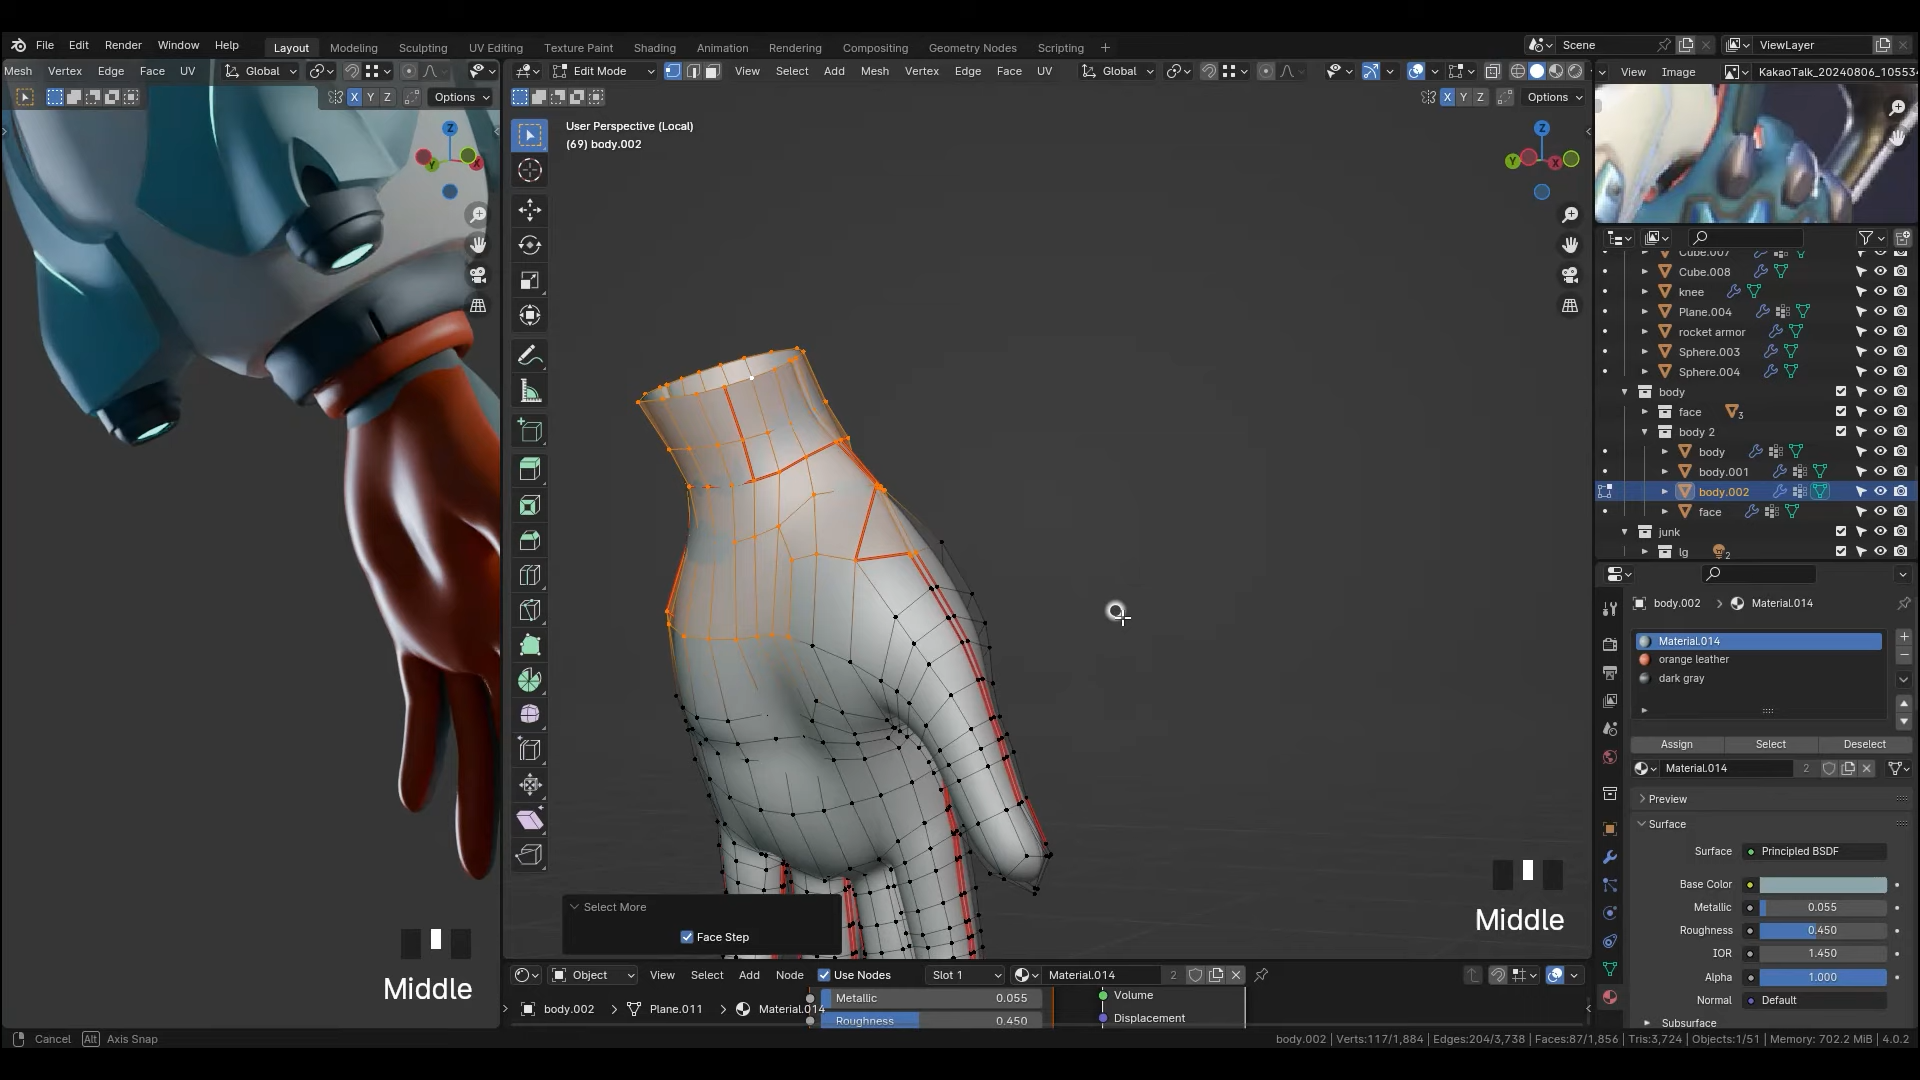 File Edit Render Window Help Layout Modeling Sculpting UV Editing Texture Paint Shading Animation Rendering Compositing Geometry Nodes Scripting + Scene ViewLayer
Mesh Vertex Edge Face UV Global Edit Mode View Select Add Mesh Vertex Edge Face UV Global View Image KakaoTalk_20240806_10553
X Y Z Options X Y Z Options
User Perspective (Local)
(69) body.002
Z
Y
X
Z
Y
X
Cube.007
Cube.008
knee
Plane.004
rocket armor
Sphere.003
Sphere.004
body
face 3
body 2
body
body.001
body.002
face
junk
lg 2
body.002 > Material.014
Material.014
orange leather
dark gray
Assign Select Deselect
Material.014 2
Preview
Surface
Surface Principled BSDF
Base Color
Metallic 0.055
Roughness 0.450
IOR 1.450
Alpha 1.000
Normal Default
Subsurface
Select More
Face Step
Middle
Middle
Object View Select Add Node Use Nodes Slot 1 Material.014 2
body.002 > Plane.011 > Material.014
Metallic 0.055
Roughness 0.450
Volume
Displacement
Cancel Alt Axis Snap
body.002 | Verts:117/1,884 | Edges:204/3,738 | Faces:87/1,856 | Tris:3,724 | Objects:1/51 | Memory: 702.2 MiB | 4.0.2